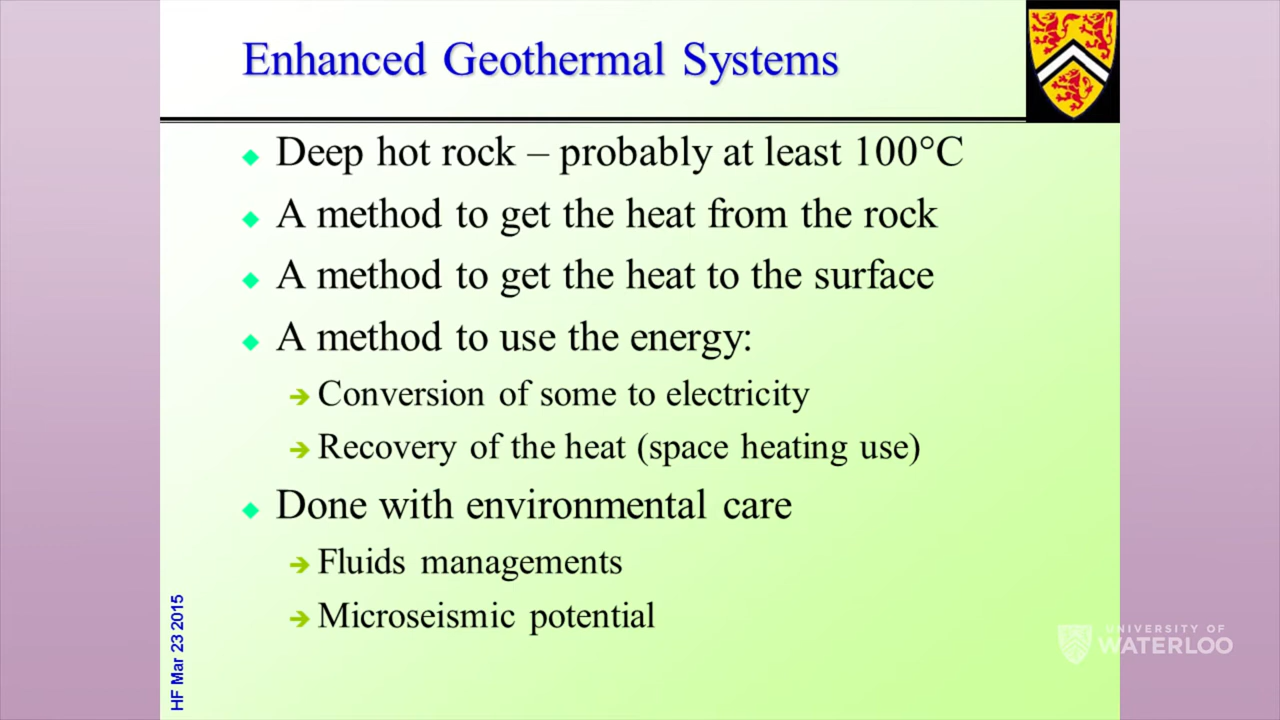 Enhanced Geothermal Systems
Deep hot rock – probably at least 100°C
A method to get the heat from the rock
A method to get the heat to the surface
A method to use the energy:
Conversion of some to electricity
Recovery of the heat (space heating use)
Done with environmental care
Fluids managements
Microseismic potential
HF Mar 23 2015
UNIVERSITY OF
WATERLOO